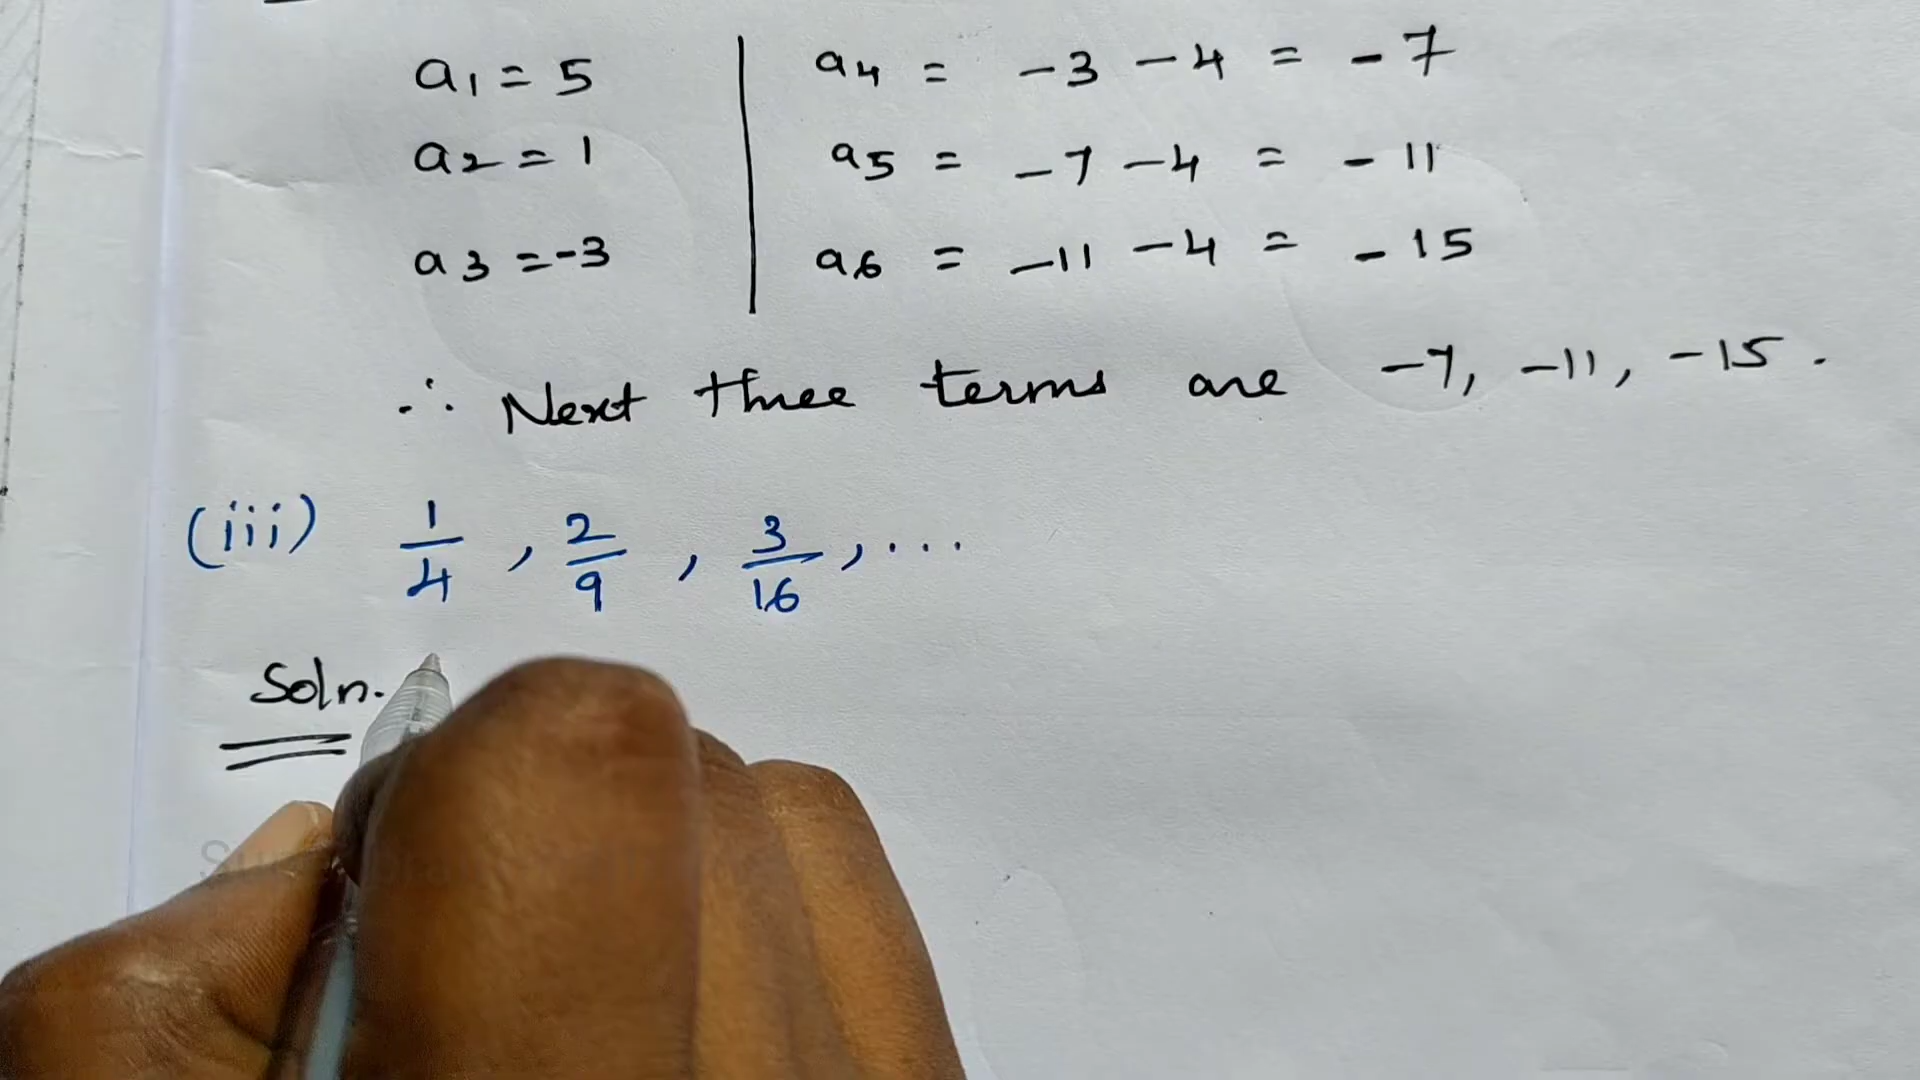 a1 = 5
a2 = 1
a3 = -3
a4 = -3 -4 = -7
a5 = -7 -4 = -11
a6 = -11 -4 = -15
∴ Next three terms are -7, -11, -15.
(iii) 1/4, 2/9, 3/16, ...
Soln.